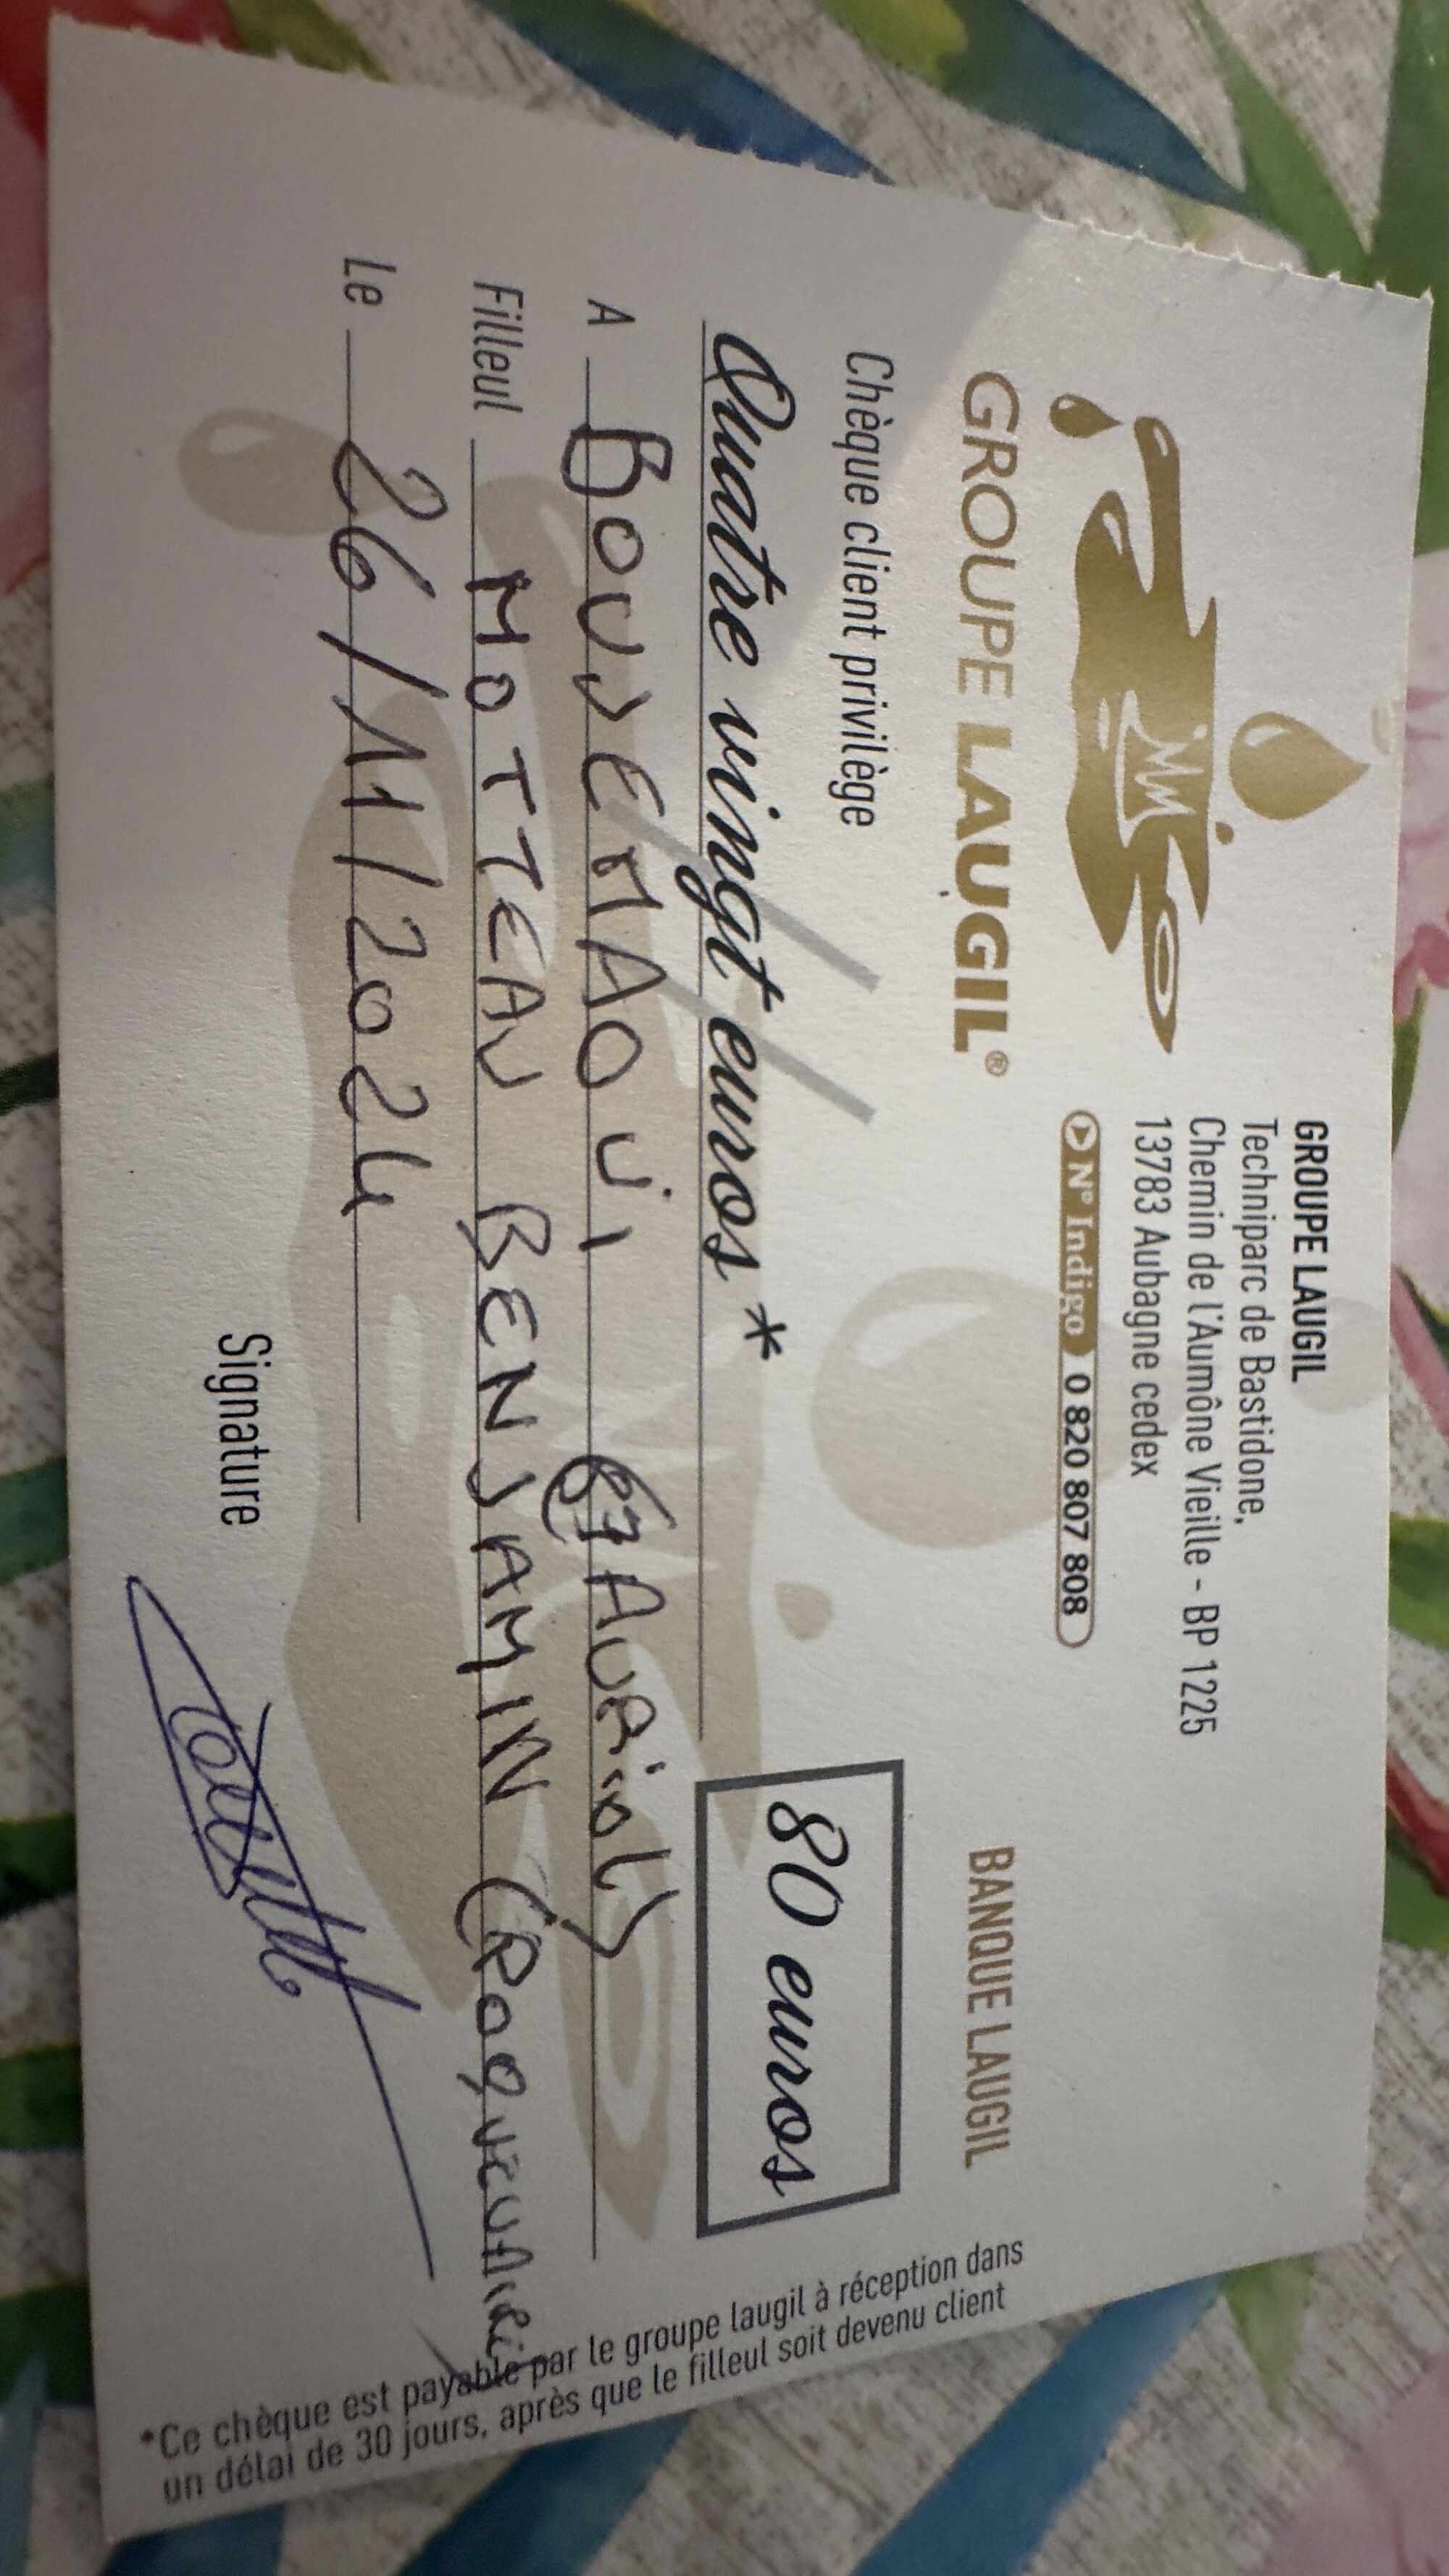 GROUPE LAUGIL®
GROUPE LAUGIL
Techniparc de Bastidone,
Chemin de l'Aumône Vieille - BP 1225
13783 Aubagne cedex
N° Indigo 0 820 807 808
BANQUE LAUGIL
Chèque client privilège
Quatre vingt euros*
80 euros
A BOUJEMAOUI (Auriol)
Filleul MOTTEAU BENJAMIN
Le 26/11/2024
Signature
*Ce chèque est payable par le groupe laugil à réception dans
un délai de 30 jours, après que le filleul soit devenu client